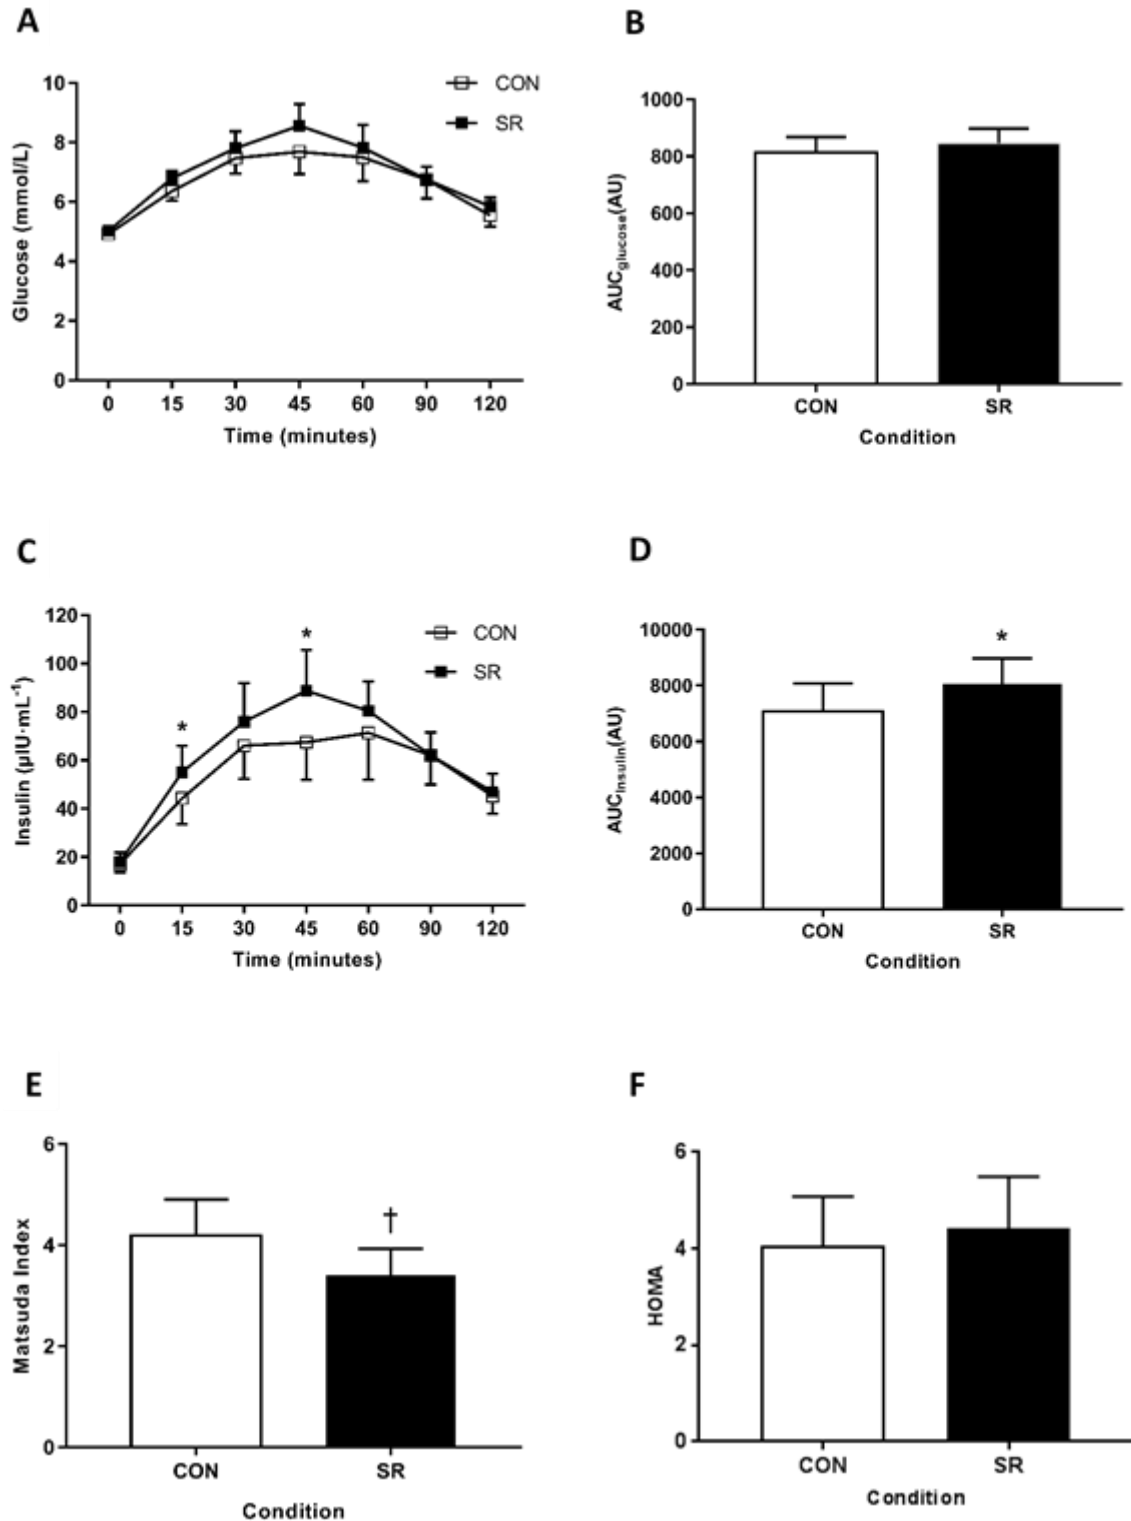 A
Glucose (mmol/L)
10
8
6
4
2
0
CON
SR
0 15 30 45 60 90 120
Time (minutes)
B
AUCglucose(AU)
1000
800
600
400
200
0
CON SR
Condition
C
Insulin (µIU·mL⁻¹)
120
100
80
60
40
20
0
CON
SR
*
*
0 15 30 45 60 90 120
Time (minutes)
D
AUCInsulin(AU)
10000
8000
6000
4000
2000
0
*
CON SR
Condition
E
Matsuda Index
6
4
2
0
†
CON SR
Condition
F
HOMA
6
4
2
0
CON SR
Condition